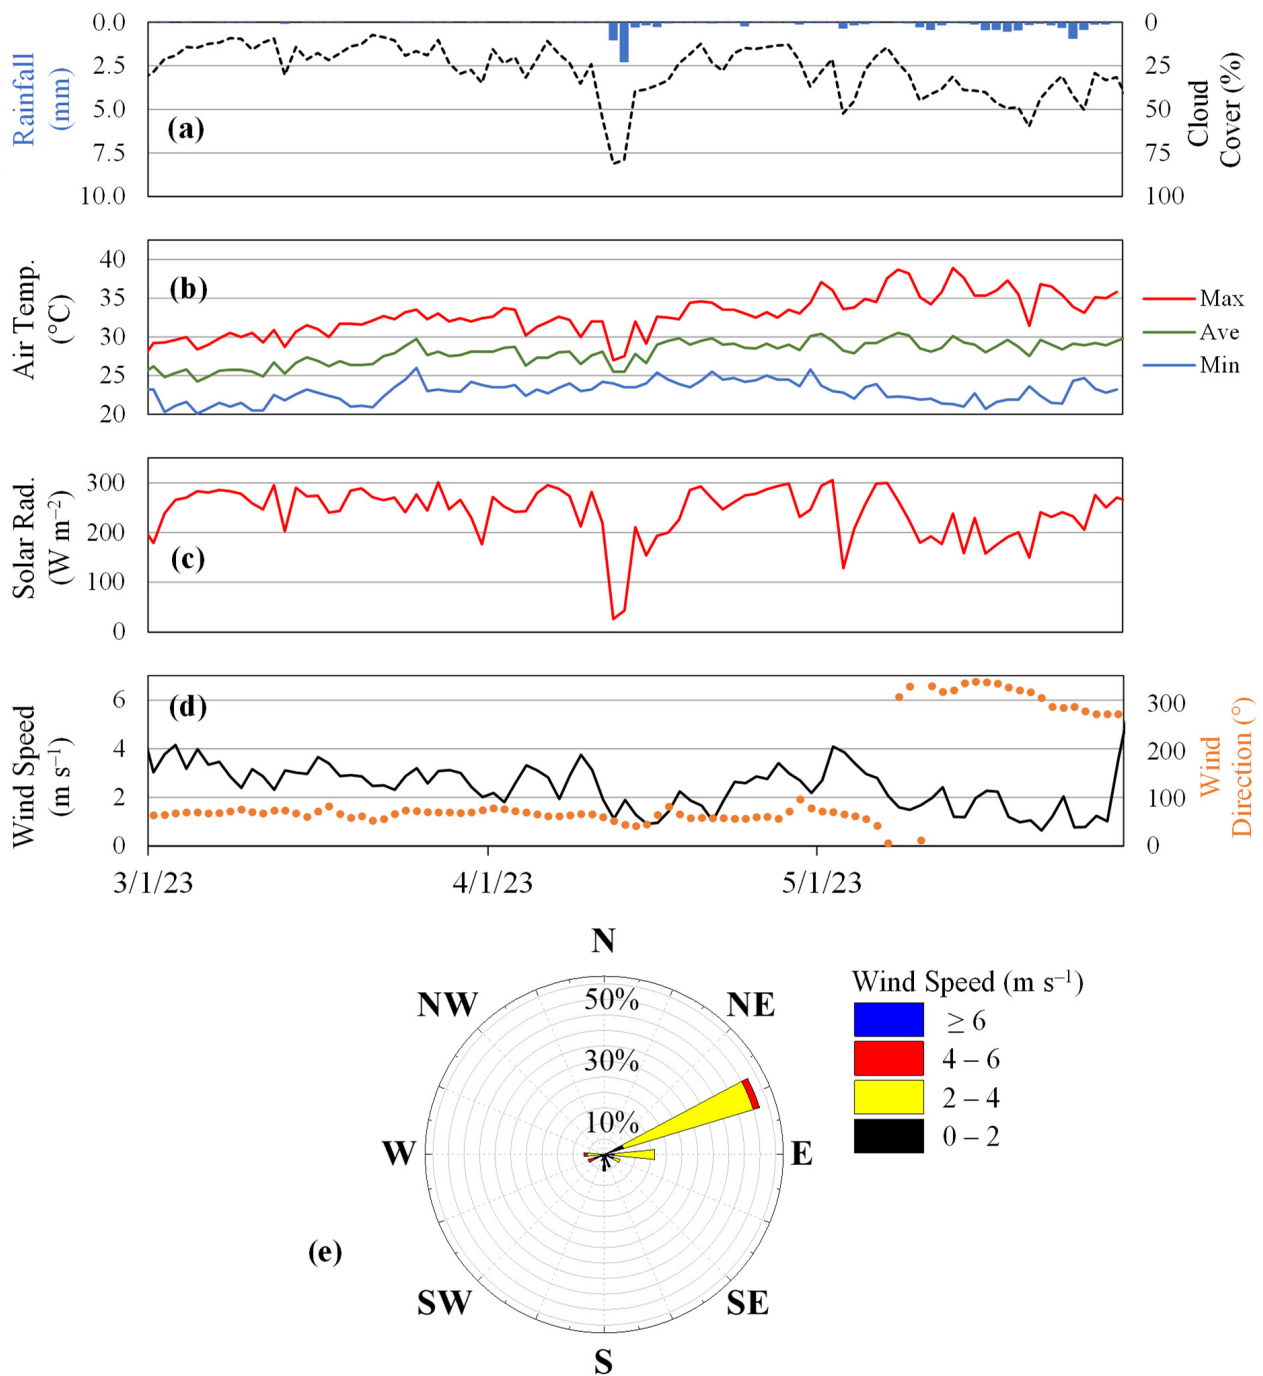 Rainfall (mm)
0.0
2.5
5.0
7.5
10.0
(a)
0
25
50
75
100
Cloud Cover (%)
Air Temp. (°C)
40
35
30
25
20
(b)
Max
Ave
Min
Solar Rad. (W m⁻²)
300
200
100
0
(c)
Wind Speed (m s⁻¹)
6
4
2
0
(d)
300
200
100
0
Wind Direction (°)
3/1/23
4/1/23
5/1/23
N
NW
NE
50%
30%
10%
W
E
(e)
SW
SE
S
Wind Speed (m s⁻¹)
≥ 6
4 – 6
2 – 4
0 – 2